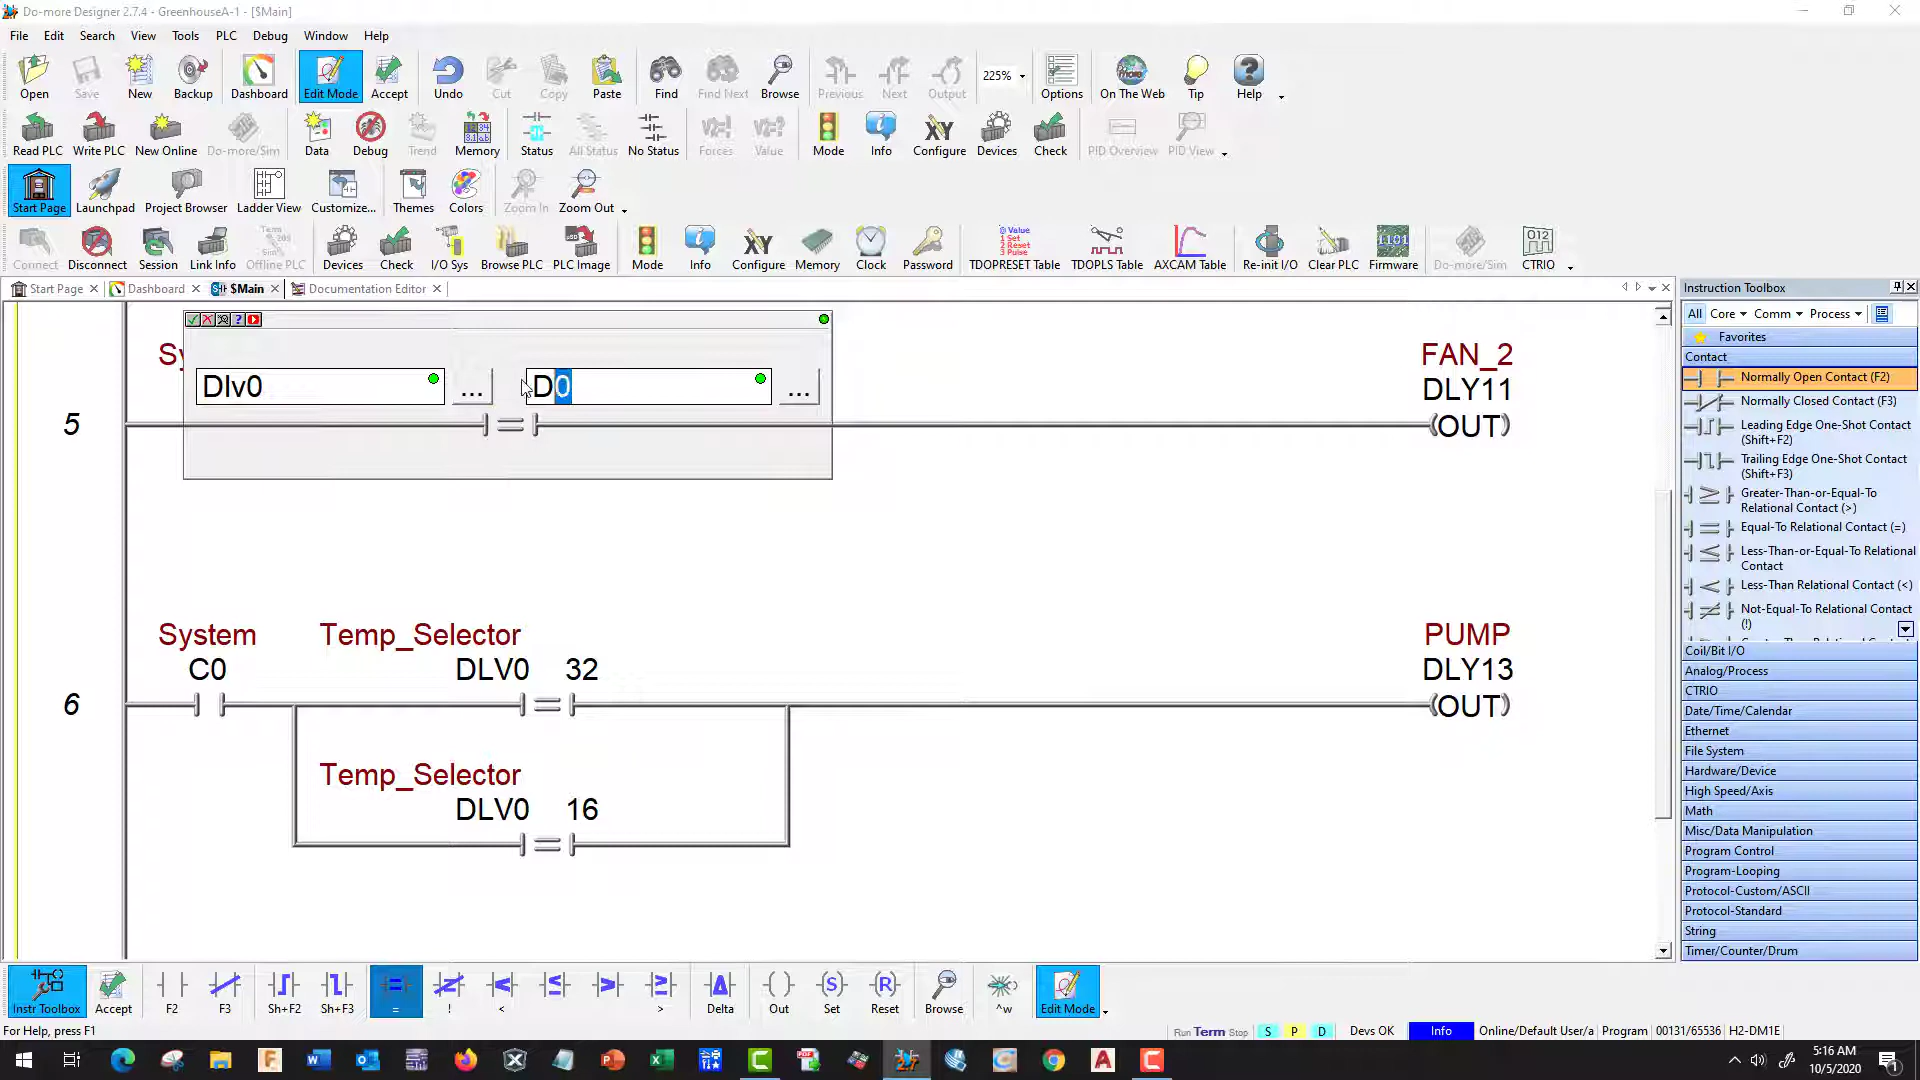 Do-more Designer 2.7.4 - GreenhouseA-1 - [$Main]
File Edit Search View Tools PLC Debug Window Help
Open Save New Backup Dashboard Edit Mode Accept Undo Cut Copy Paste Find Find Next Browse Previous Next Output 225% Options On The Web Tip Help
Read PLC Write PLC New Online Do-more/Sim Data Debug Trend Memory Status All Status No Status Forces Value Mode Info Configure Devices Check PID Overview PID View
Start Page Launchpad Project Browser Ladder View Customize... Themes Colors Zoom In Zoom Out
Connect Disconnect Session Link Info Offline PLC Devices Check I/O Sys Browse PLC PLC Image Mode Info Configure Memory Clock Password TDOPRESET Table TDOPLS Table AXCAM Table Re-init I/O Clear PLC Firmware Do-more/Sim CTRIO
Start Page Dashboard $Main Documentation Editor
Sy
DIv0 ... D0 ...
FAN_2
DLY11
5 (OUT)
System Temp_Selector PUMP
C0 DLV0 32 DLY13
6 (OUT)
Temp_Selector
DLV0 16
Instruction Toolbox
All Core Comm Process
Favorites
Contact
Normally Open Contact (F2)
Normally Closed Contact (F3)
Leading Edge One-Shot Contact
(Shift+F2)
Trailing Edge One-Shot Contact
(Shift+F3)
Greater-Than-or-Equal-To
Relational Contact (>)
Equal-To Relational Contact (=)
Less-Than-or-Equal-To Relational
Contact
Less-Than Relational Contact (<)
Not-Equal-To Relational Contact
(!)
Coil/Bit I/O
Analog/Process
CTRIO
Date/Time/Calendar
Ethernet
File System
Hardware/Device
High Speed/Axis
Math
Misc/Data Manipulation
Program Control
Program-Looping
Protocol-Custom/ASCII
Protocol-Standard
String
Timer/Counter/Drum
Instr Toolbox Accept F2 F3 Sh+F2 Sh+F3 = ! < > Delta Out Set Reset Browse ^w Edit Mode
For Help, press F1
Run Term Stop S P D Devs OK Info Online/Default User/a Program 00131/65536 H2-DM1E
5:16 AM
10/5/2020